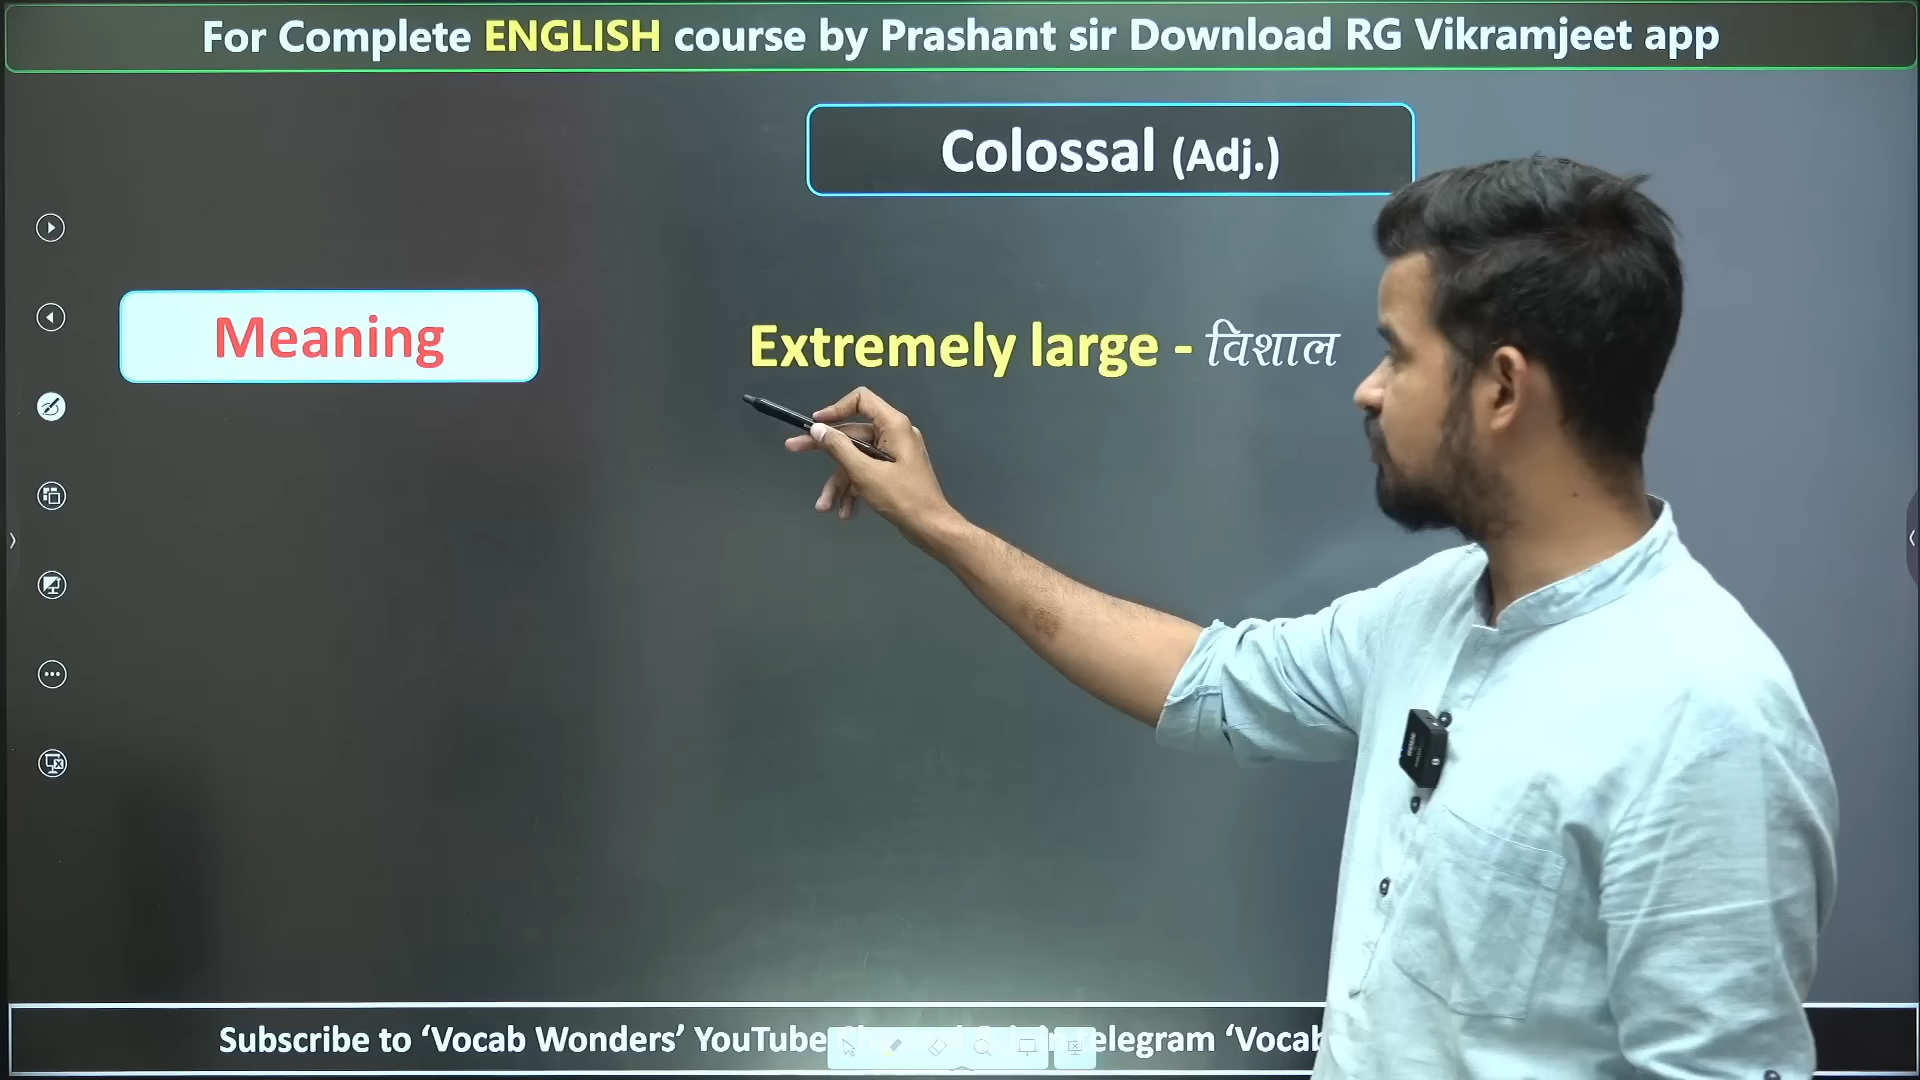 For Complete ENGLISH course by Prashant sir Download RG Vikramjeet app
Colossal (Adj.)
Meaning
Extremely large - विशाल
Subscribe to ‘Vocab Wonders’ YouTube elegram ‘Vocab